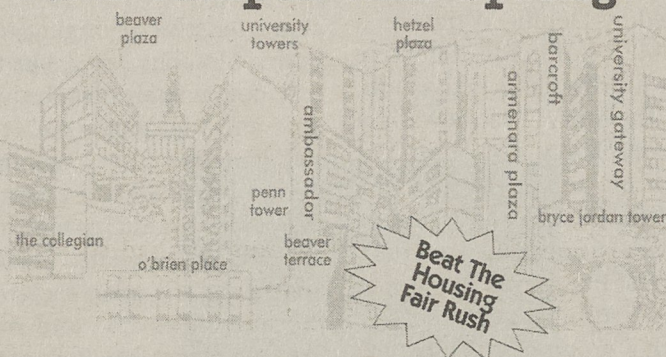 beaver
plaza
university
towers
hetzel
plaza
barcroft
university gateway
ambassador
armenara plaza
penn
tower
bryce jordan tower
the collegian
beaver
terrace
o'brien place
Beat The
Housing
Fair Rush